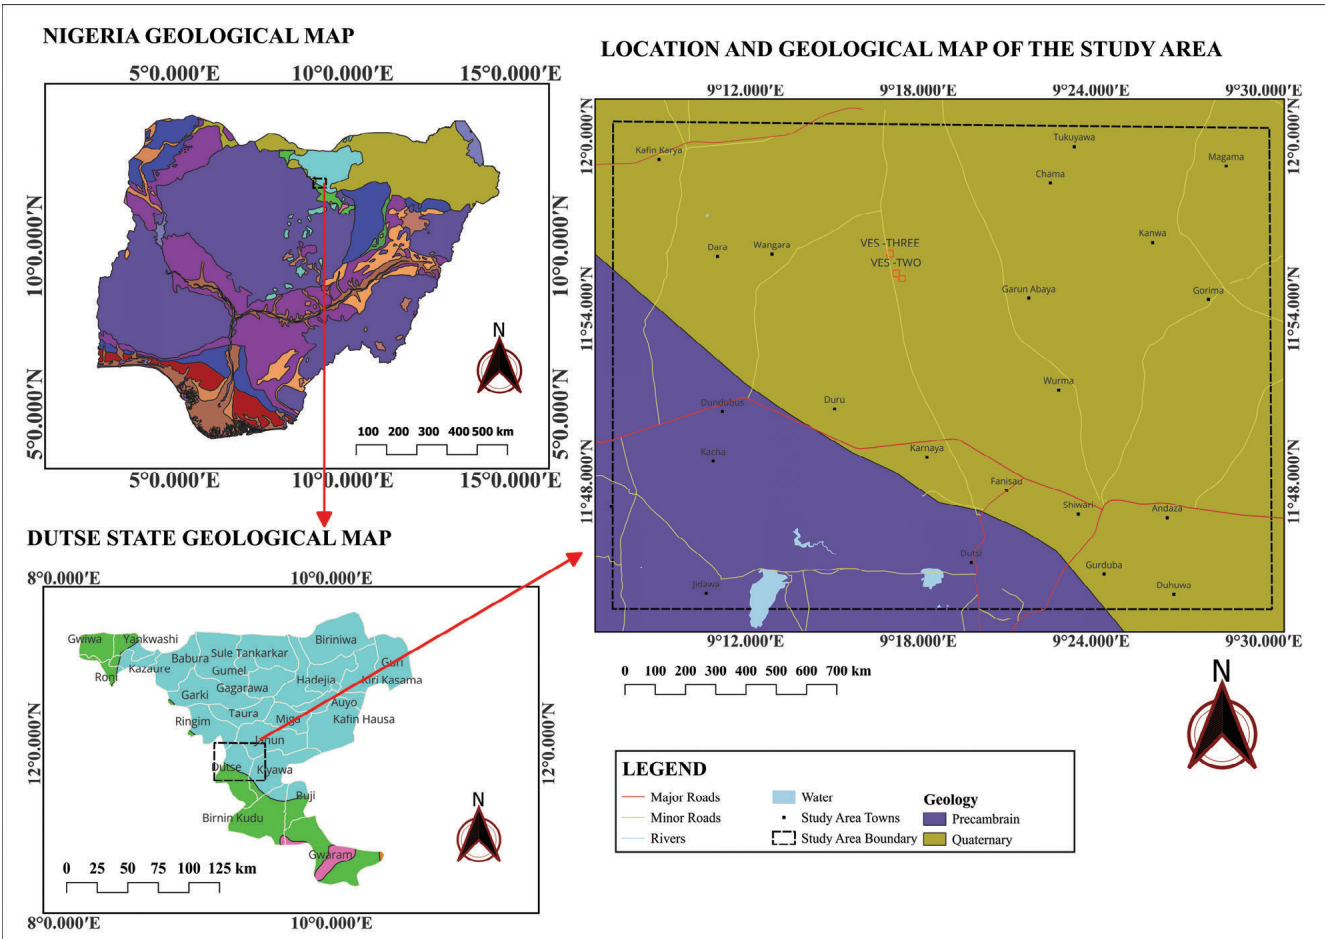 NIGERIA GEOLOGICAL MAP
5°0.000'E 10°0.000'E 15°0.000'E
10°0.000'N 10°0.000'N
5°0.000'N 5°0.000'N
N
100 200 300 400 500 km
5°0.000'E 10°0.000'E 15°0.000'E
DUTSE STATE GEOLOGICAL MAP
8°0.000'E 10°0.000'E
Gwiwa
Yankwashi
Roni
Kazaure
Babura
Sule Tankarkar
Biriniwa
Gumel
Guri
Gagarawa
Hadejia
Kiri Kasama
Garki
Auyo
Taura
Miga
Kafin Hausa
Ringim
Jahun
Dutse
Kiyawa
Buji
Birnin Kudu
Gwaram
12°0.000'N 12°0.000'N
N
0 25 50 75 100 125 km
8°0.000'E 10°0.000'E
LOCATION AND GEOLOGICAL MAP OF THE STUDY AREA
9°12.000'E 9°18.000'E 9°24.000'E 9°30.000'E
12°0.000'N 12°0.000'N
11°54.000'N 11°54.000'N
11°48.000'N 11°48.000'N
Kafin Karya
Tukuyawa
Magama
Chama
Kanwa
VES -THREE
Dara
Wangara
VES -TWO
Garun Abaya
Gorima
Wurma
Dundubus
Duru
Kacha
Karnaya
Fanisau
Shiwari
Andaza
Dutsi
Gurduba
Jidawa
Duhuwa
9°12.000'E 9°18.000'E 9°24.000'E 9°30.000'E
0 100 200 300 400 500 600 700 km
N
LEGEND
Major Roads
Minor Roads
Rivers
Water
Study Area Towns
Study Area Boundary
Geology
Precambrain
Quaternary